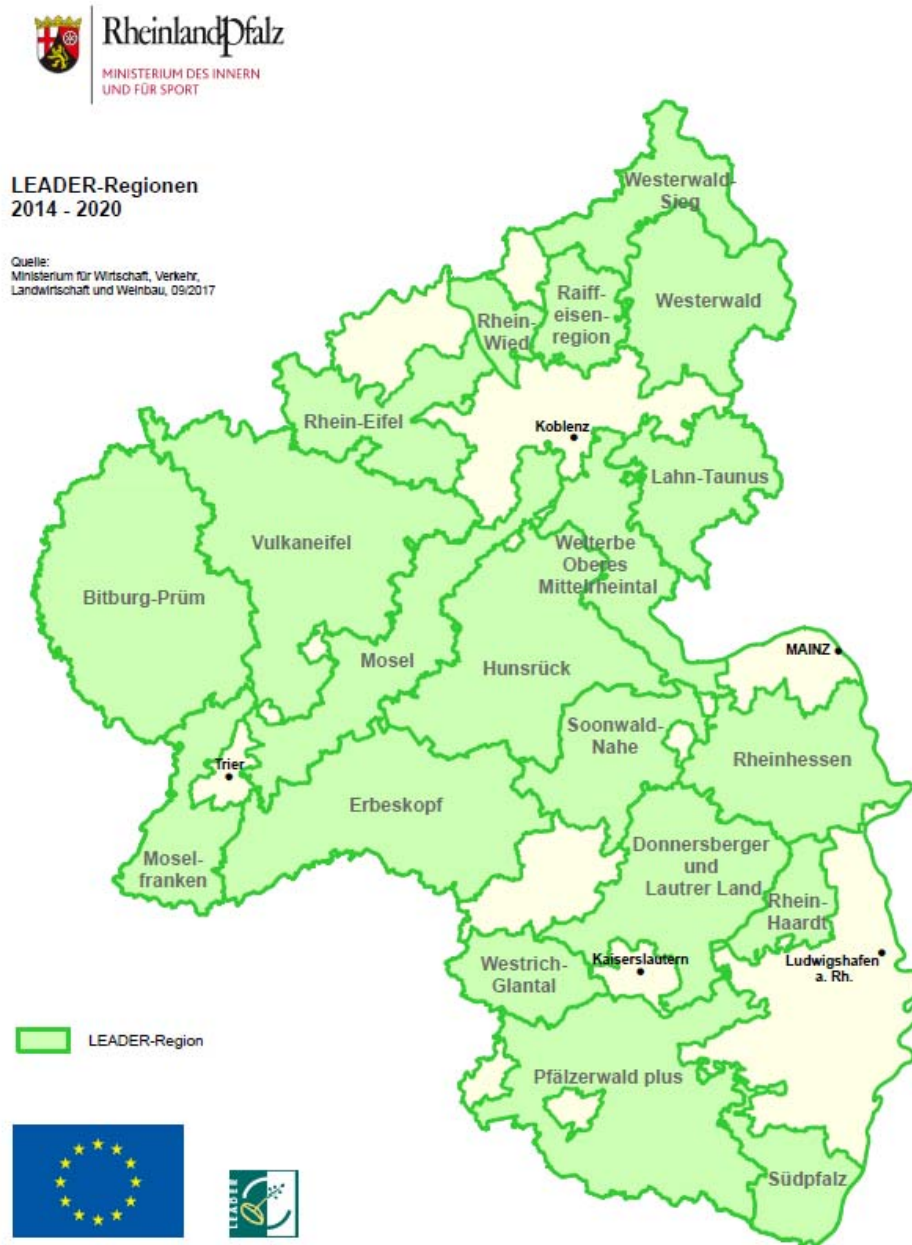 RheinlandPfalz
MINISTERIUM DES INNERN
UND FÜR SPORT
LEADER-Regionen
2014 - 2020
Quelle:
Ministerium für Wirtschaft, Verkehr,
Landwirtschaft und Weinbau, 09/2017
Westerwald-
Sieg
Westerwald
Raiff-
eisen-
region
Rhein-
Wied
Rhein-Eifel
Koblenz
Lahn-Taunus
Vulkaneifel
Welterbe
Oberes
Mittelrheintal
Bitburg-Prüm
Mosel
Hunsrück
MAINZ
Soonwald-
Nahe
Rheinhessen
Trier
Erbeskopf
Mosel-
franken
Donnersberger
und
Lautrer Land
Rhein-
Haardt
Westrich-
Glantal
Kaiserslautern
Ludwigshafen
a. Rh.
LEADER-Region
Pfälzerwald plus
Südpfalz
LEADER